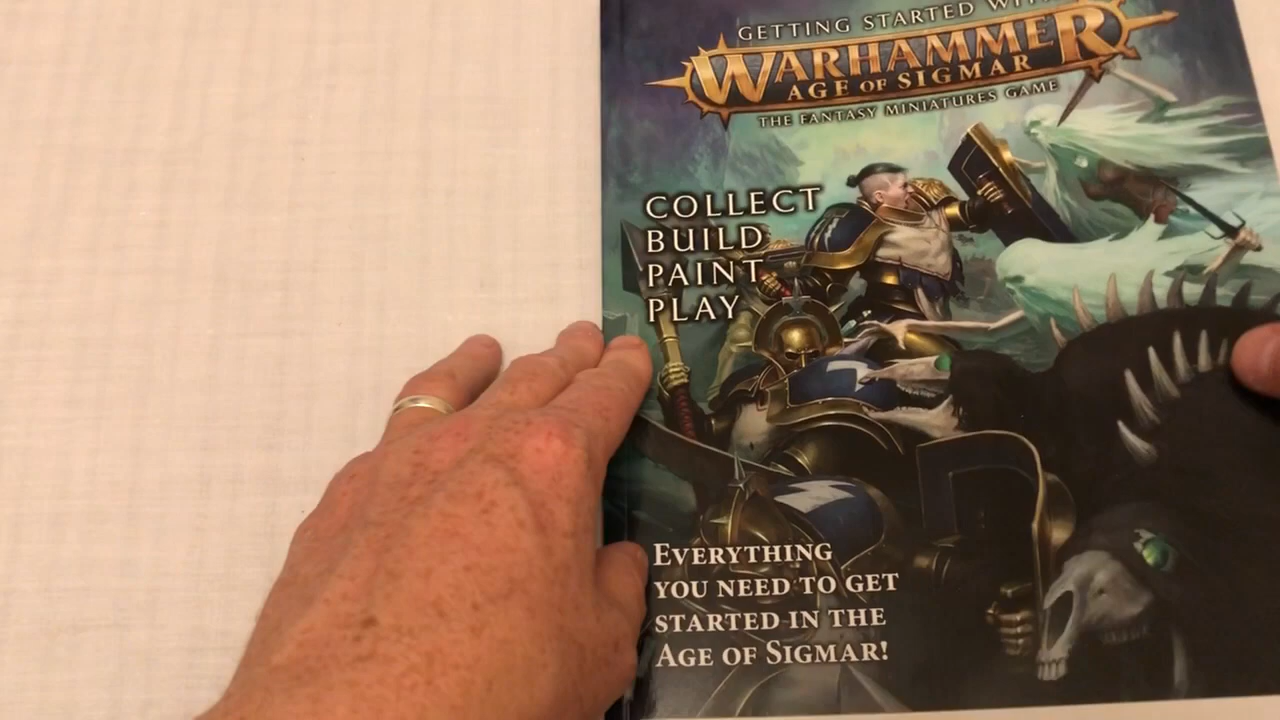 GETTING STARTED WITH
WARHAMMER
AGE OF SIGMAR
THE FANTASY MINIATURES GAME
COLLECT
BUILD
PAINT
PLAY
EVERYTHING
YOU NEED TO GET
STARTED IN THE
AGE OF SIGMAR!